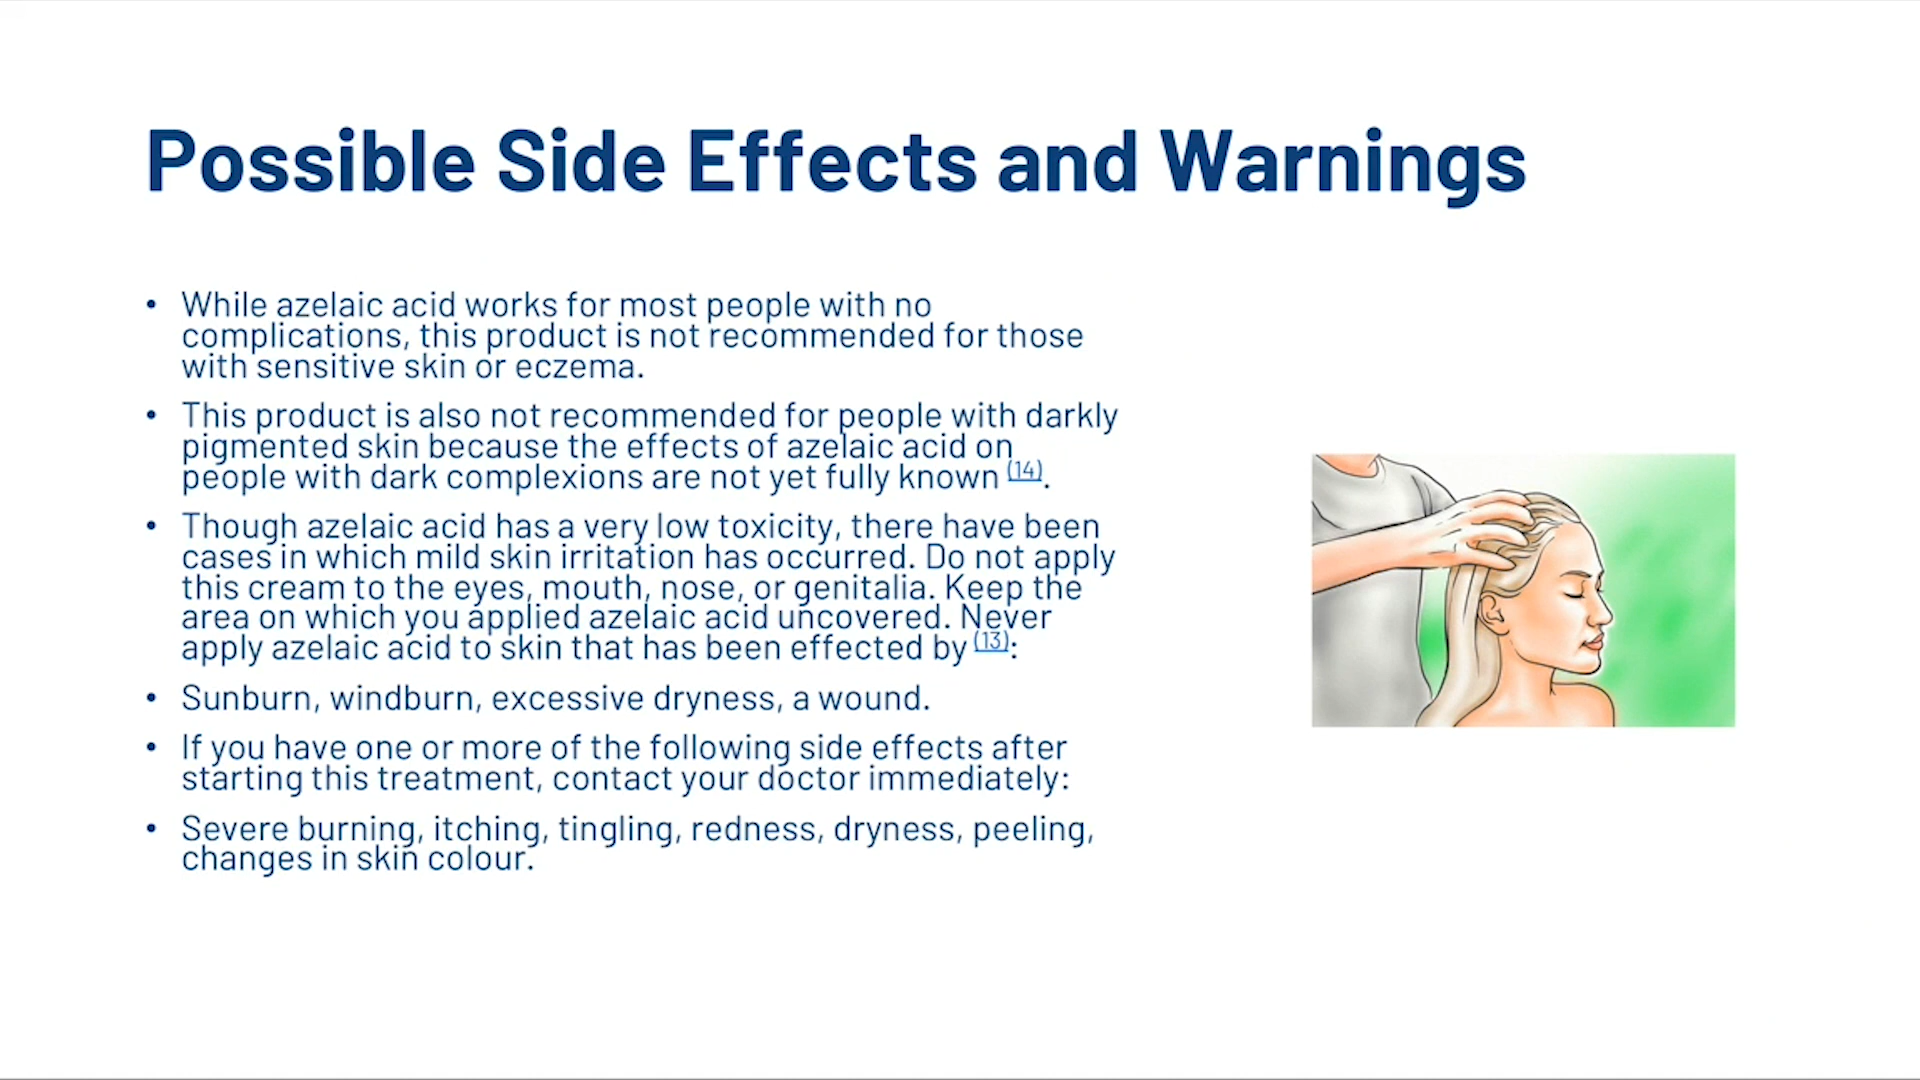 Possible Side Effects and Warnings
• While azelaic acid works for most people with no
complications, this product is not recommended for those
with sensitive skin or eczema.
• This product is also not recommended for people with darkly
pigmented skin because the effects of azelaic acid on
people with dark complexions are not yet fully known (14).
• Though azelaic acid has a very low toxicity, there have been
cases in which mild skin irritation has occurred. Do not apply
this cream to the eyes, mouth, nose, or genitalia. Keep the
area on which you applied azelaic acid uncovered. Never
apply azelaic acid to skin that has been effected by (13):
• Sunburn, windburn, excessive dryness, a wound.
• If you have one or more of the following side effects after
starting this treatment, contact your doctor immediately:
• Severe burning, itching, tingling, redness, dryness, peeling,
changes in skin colour.